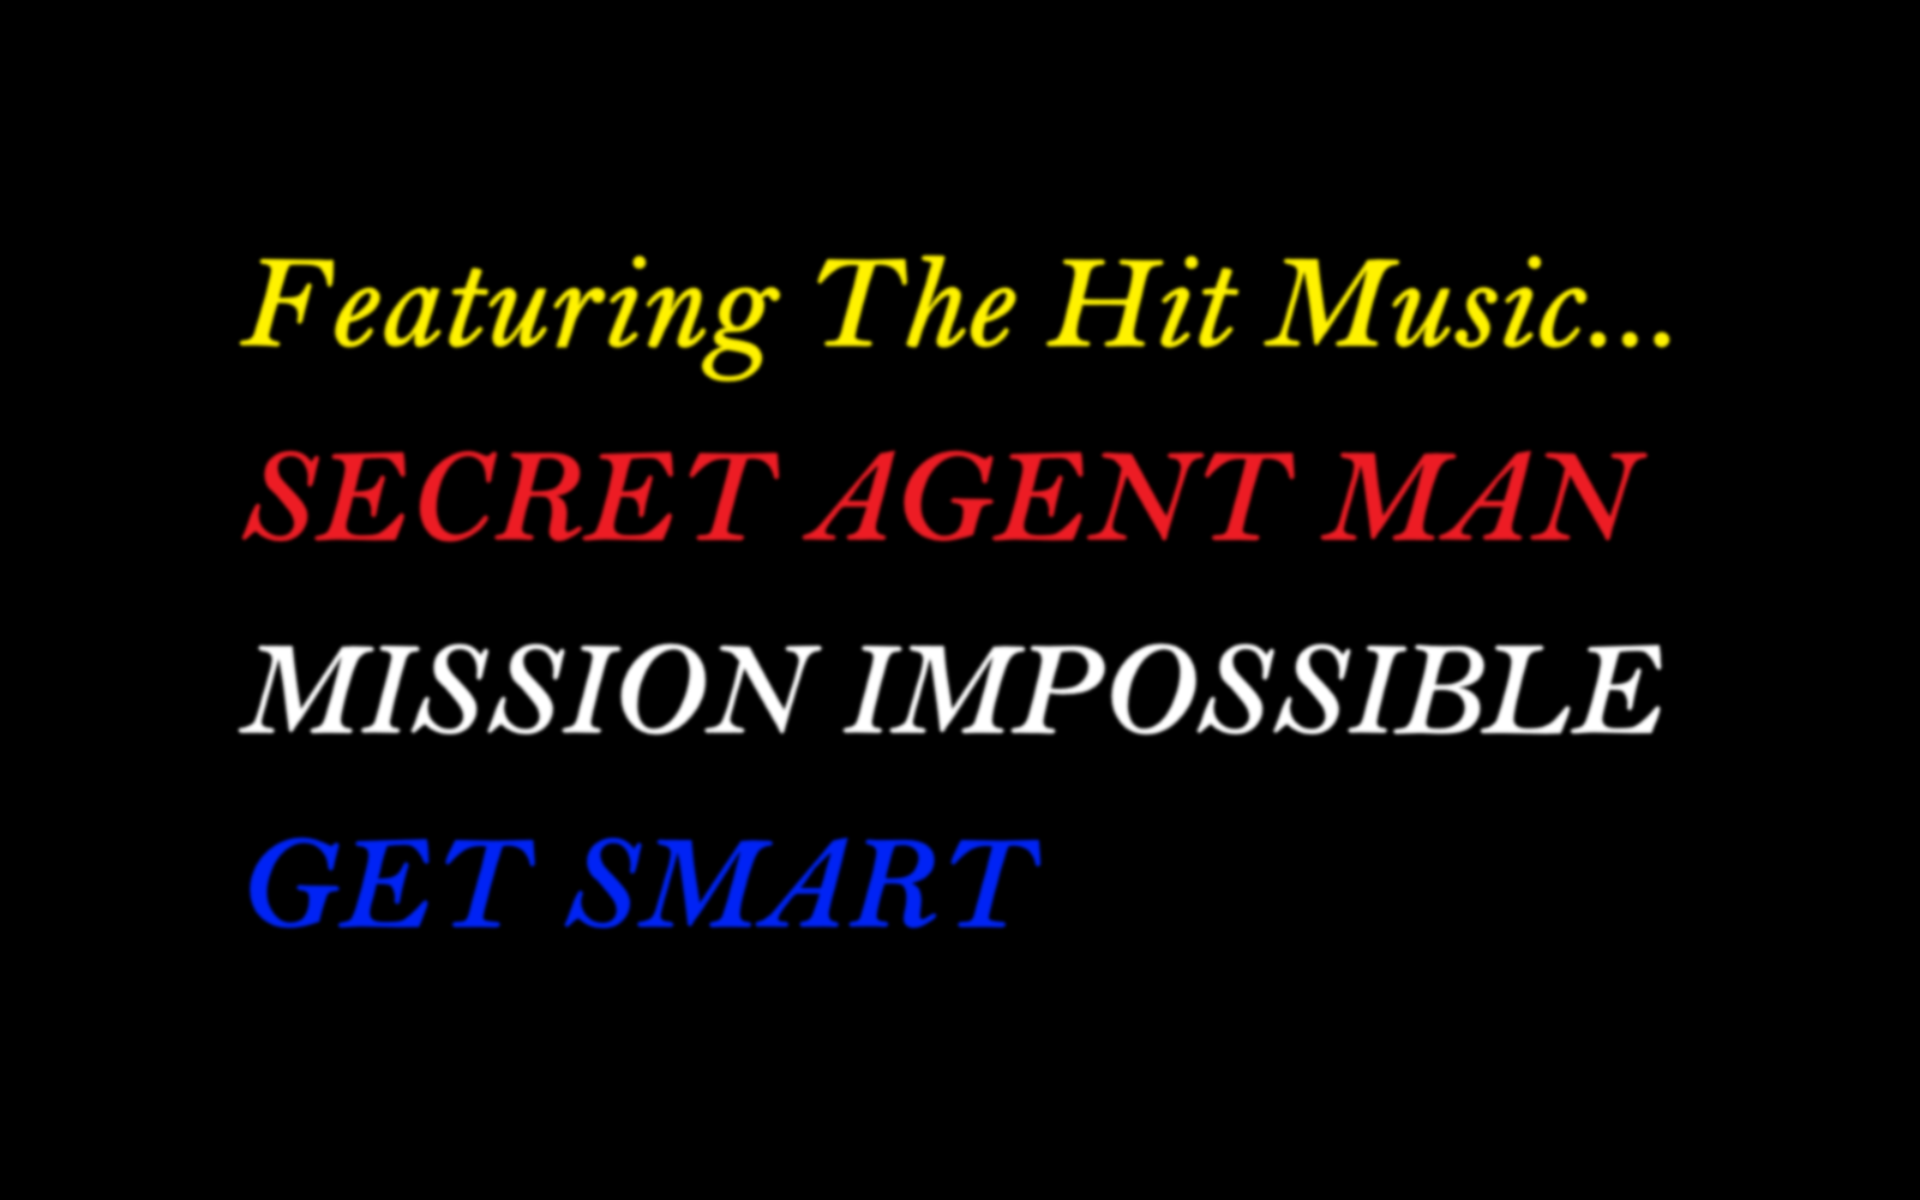 Featuring The Hit Music...
SECRET AGENT MAN
MISSION IMPOSSIBLE
GET SMART